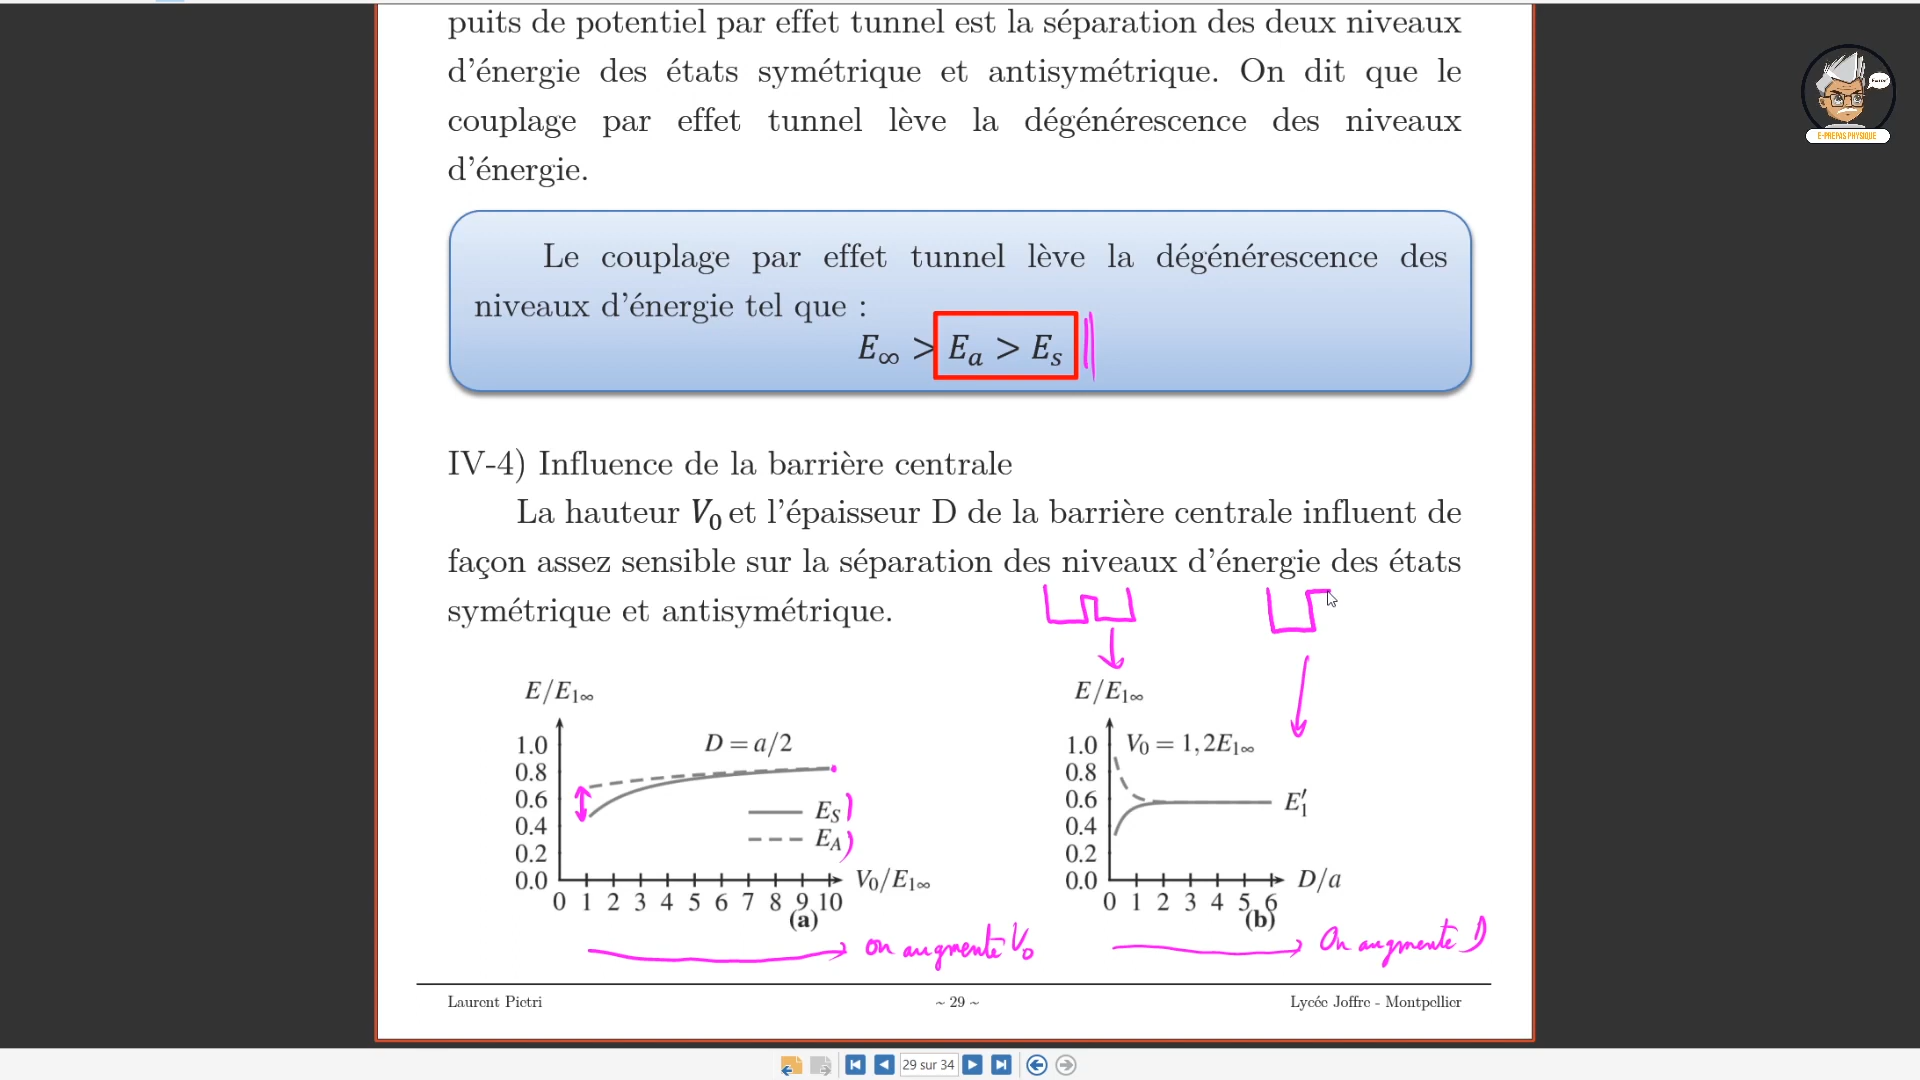 puits de potentiel par effet tunnel est la séparation des deux niveaux
d'énergie des états symétrique et antisymétrique. On dit que le
couplage par effet tunnel lève la dégénérescence des niveaux
d'énergie.
E-PREPAS PHYSIQUE
Le couplage par effet tunnel lève la dégénérescence des
niveaux d'énergie tel que :
E∞ > Ea > Es
IV-4) Influence de la barrière centrale
La hauteur V0 et l'épaisseur D de la barrière centrale influent de
façon assez sensible sur la séparation des niveaux d'énergie des états
symétrique et antisymétrique.
E/E1∞
D = a/2
1.0
0.8
0.6
0.4
0.2
0.0
ES
EA
V0/E1∞
0 1 2 3 4 5 6 7 8 9 10
(a)
on augmente V0
E/E1∞
V0 = 1,2E1∞
1.0
0.8
0.6
0.4
0.2
0.0
E′1
D/a
0 1 2 3 4 5 6
(b)
On augmente D
Laurent Pietri
~ 29 ~
Lycée Joffre - Montpellier
29 sur 34